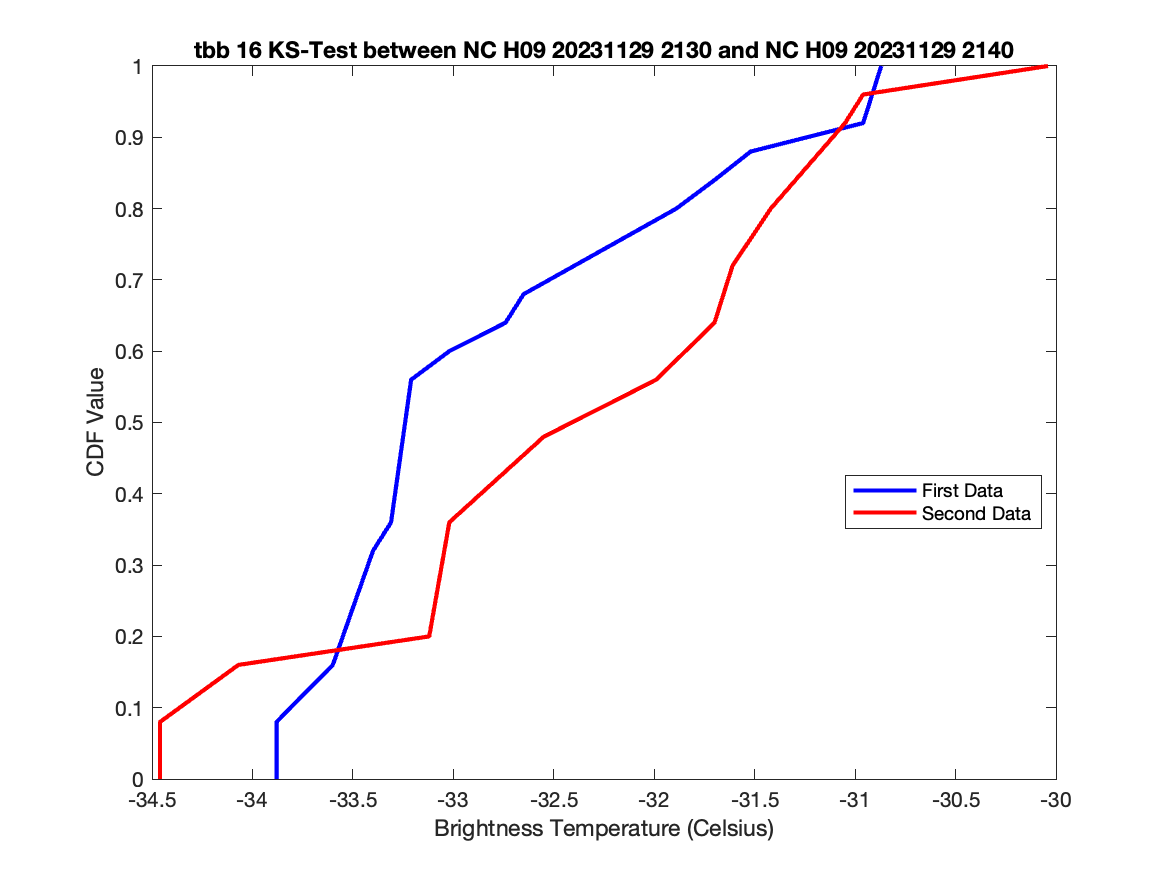 tbb 16 KS-Test between NC H09 20231129 2130 and NC H09 20231129 2140
1
0.9
0.8
0.7
0.6
0.5
0.4
0.3
0.2
0.1
0
CDF Value
First Data
Second Data
-34.5 -34 -33.5 -33 -32.5 -32 -31.5 -31 -30.5 -30
Brightness Temperature (Celsius)